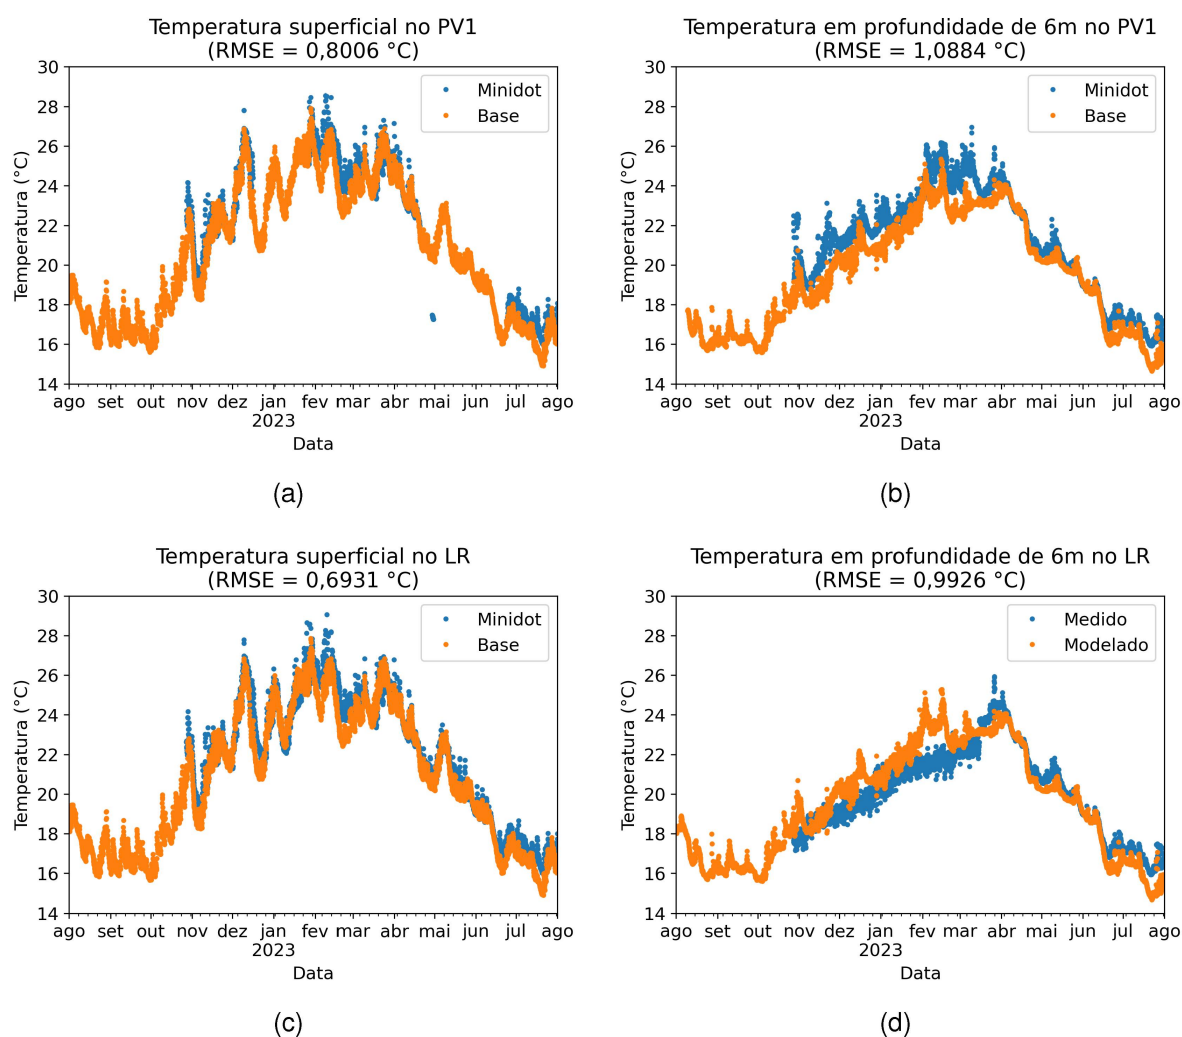 Temperatura superficial no PV1
(RMSE = 0,8006 °C)
30
28
26
24
22
20
18
16
14
Temperatura (°C)
Minidot
Base
ago set out nov dez jan fev mar abr mai jun jul ago
2023
Data
(a)
Temperatura em profundidade de 6m no PV1
(RMSE = 1,0884 °C)
30
28
26
24
22
20
18
16
14
Temperatura (°C)
Minidot
Base
ago set out nov dez jan fev mar abr mai jun jul ago
2023
Data
(b)
Temperatura superficial no LR
(RMSE = 0,6931 °C)
30
28
26
24
22
20
18
16
14
Temperatura (°C)
Minidot
Base
ago set out nov dez jan fev mar abr mai jun jul ago
2023
Data
(c)
Temperatura em profundidade de 6m no LR
(RMSE = 0,9926 °C)
30
28
26
24
22
20
18
16
14
Temperatura (°C)
Medido
Modelado
ago set out nov dez jan fev mar abr mai jun jul ago
2023
Data
(d)